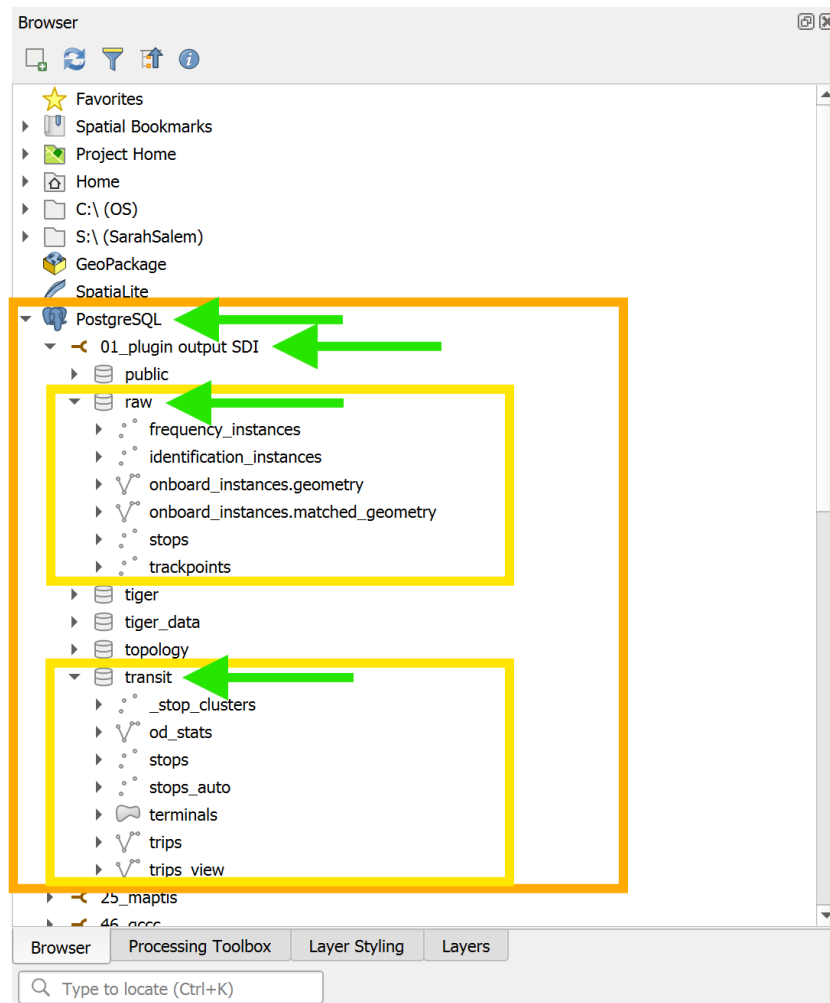 Browser
Favorites
Spatial Bookmarks
Project Home
Home
C:\ (OS)
S:\ (SarahSalem)
GeoPackage
SpatiaLite
PostgreSQL
01_plugin output SDI
public
raw
frequency_instances
identification_instances
onboard_instances.geometry
onboard_instances.matched_geometry
stops
trackpoints
tiger
tiger_data
topology
transit
_stop_clusters
od_stats
stops
stops_auto
terminals
trips
trips_view
25_maptis
Browser Processing Toolbox Layer Styling Layers
Type to locate (Ctrl+K)